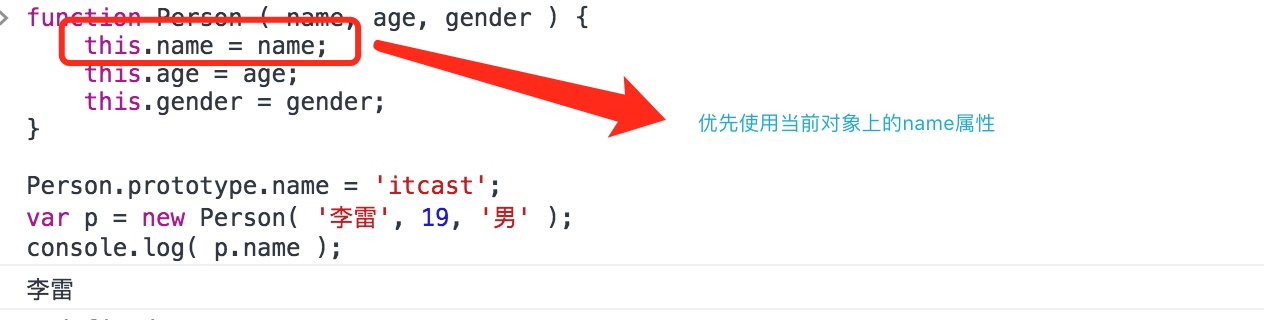 function Person ( name, age, gender ) {
this.name = name;
this.age = age;
this.gender = gender;
}
优先使用当前对象上的name属性
Person.prototype.name = 'itcast';
var p = new Person( '李雷', 19, '男' );
console.log( p.name );
李雷